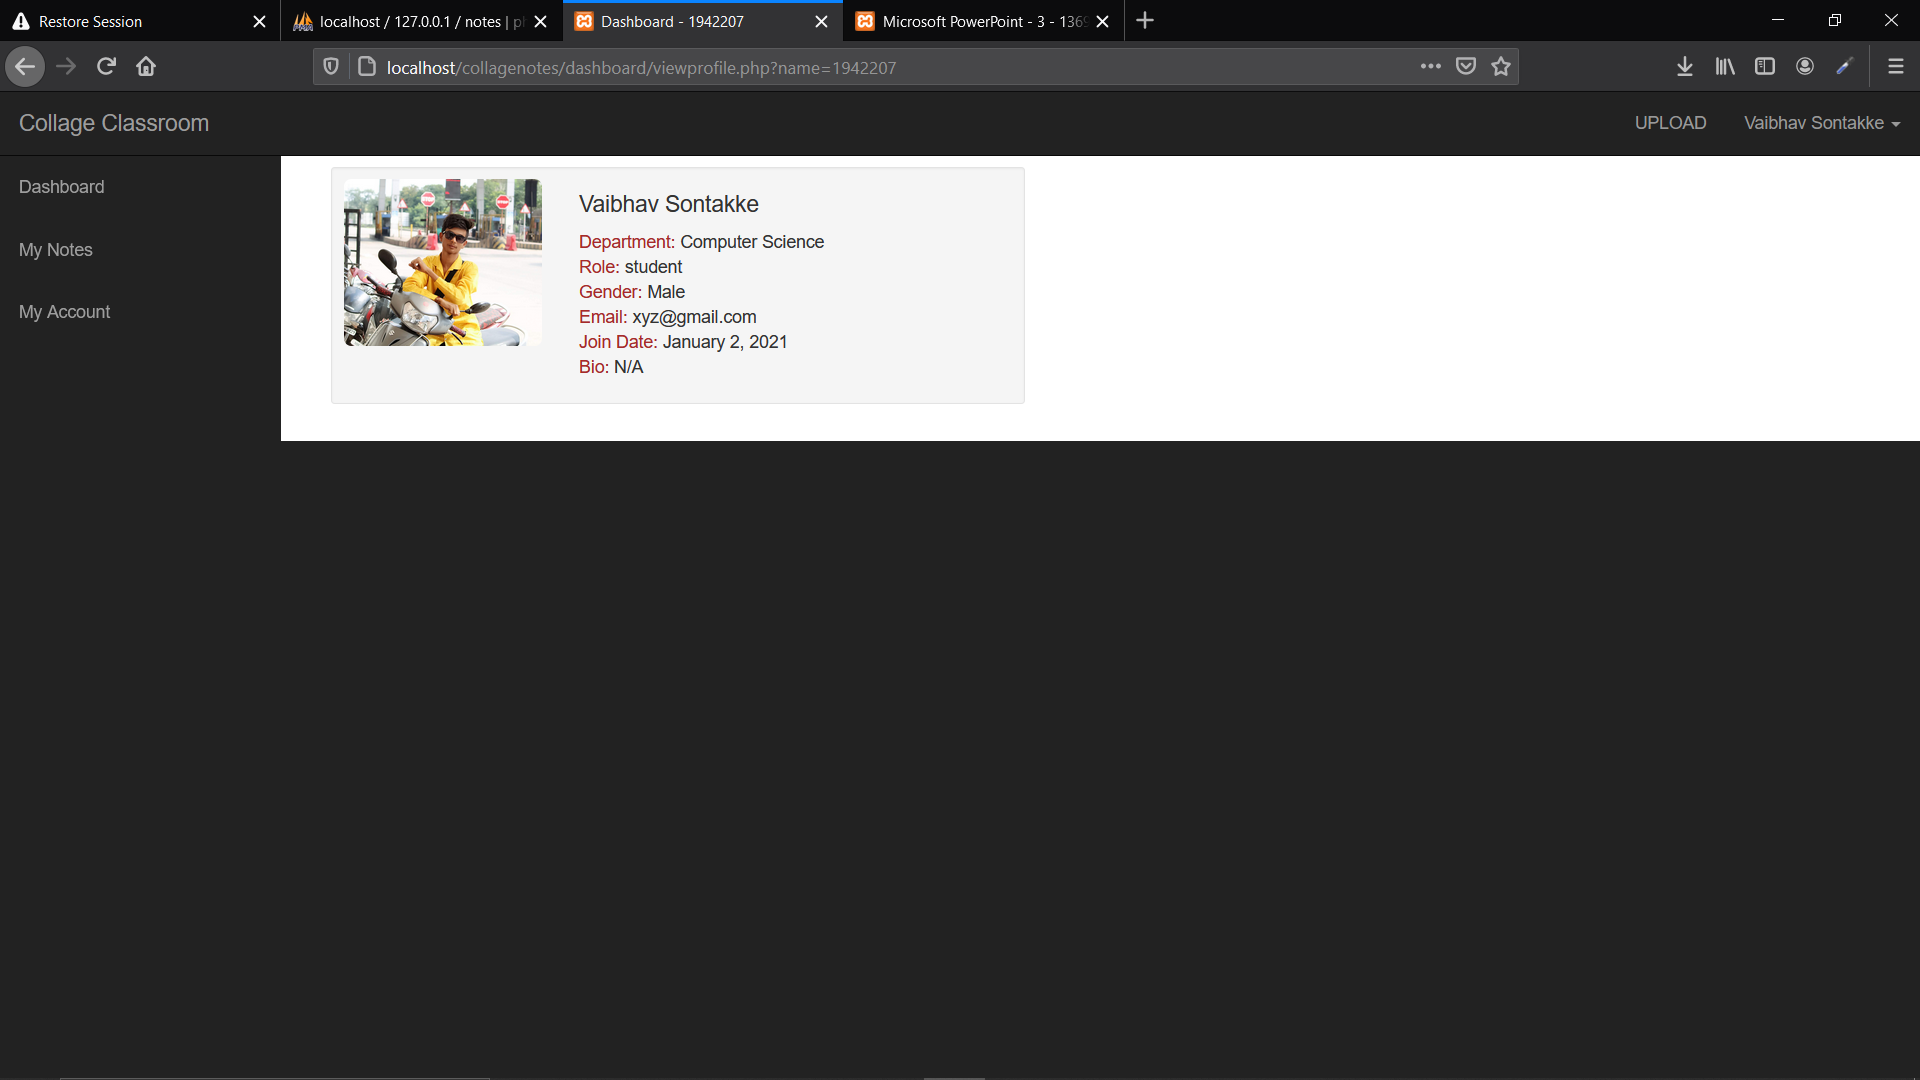 Restore Session
localhost / 127.0.0.1 / notes | ph
Dashboard - 1942207
Microsoft PowerPoint - 3 - 1369
localhost/collagenotes/dashboard/viewprofile.php?name=1942207
Collage Classroom
UPLOAD
Vaibhav Sontakke
Dashboard
My Notes
My Account
Vaibhav Sontakke
Department: Computer Science
Role: student
Gender: Male
Email: xyz@gmail.com
Join Date: January 2, 2021
Bio: N/A